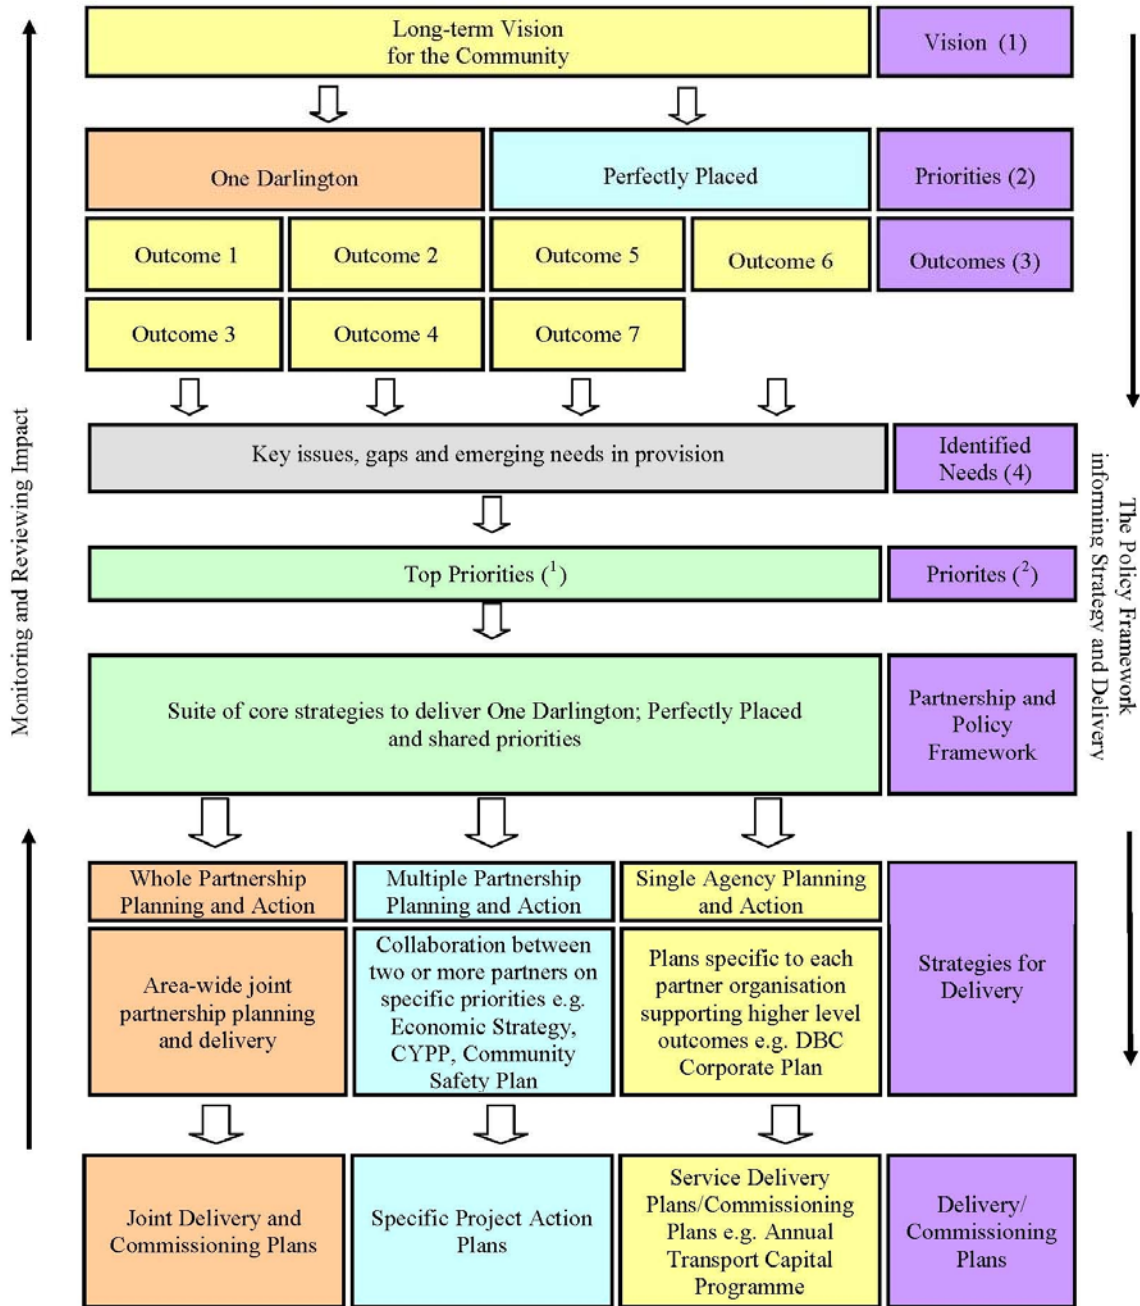 Long-term Vision
for the Community
Vision (1)
One Darlington
Perfectly Placed
Priorities (2)
Outcome 1
Outcome 2
Outcome 5
Outcome 6
Outcomes (3)
Outcome 3
Outcome 4
Outcome 7
Key issues, gaps and emerging needs in provision
Identified
Needs (4)
Top Priorities (¹)
Priorites (²)
Suite of core strategies to deliver One Darlington; Perfectly Placed
and shared priorities
Partnership and
Policy
Framework
Whole Partnership
Planning and Action
Multiple Partnership
Planning and Action
Single Agency Planning
and Action
Area-wide joint
partnership planning
and delivery
Collaboration between
two or more partners on
specific priorities e.g.
Economic Strategy,
CYPP, Community
Safety Plan
Plans specific to each
partner organisation
supporting higher level
outcomes e.g. DBC
Corporate Plan
Strategies for
Delivery
Joint Delivery and
Commissioning Plans
Specific Project Action
Plans
Service Delivery
Plans/Commissioning
Plans e.g. Annual
Transport Capital
Programme
Delivery/
Commissioning
Plans
Monitoring and Reviewing Impact
The Policy Framework
informing Strategy and Delivery